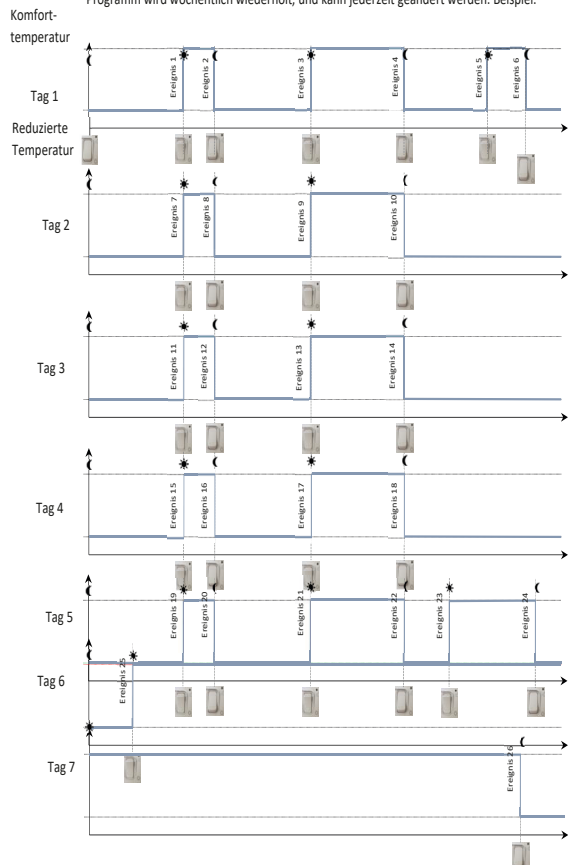 Programm wird wöchentlich wiederholt, und kann jederzeit geändert werden. Beispiel:
Komfort-
temperatur
Tag 1
Ereignis 1
Ereignis 2
Ereignis 3
Ereignis 4
Ereignis 5
Ereignis 6
Reduzierte
Temperatur
Tag 2
Ereignis 7
Ereignis 8
Ereignis 9
Ereignis 10
Tag 3
Ereignis 11
Ereignis 12
Ereignis 13
Ereignis 14
Tag 4
Ereignis 15
Ereignis 16
Ereignis 17
Ereignis 18
Tag 5
Ereignis 19
Ereignis 20
Ereignis 21
Ereignis 22
Ereignis 23
Ereignis 24
Tag 6
Ereignis 25
Tag 7
Ereignis 26